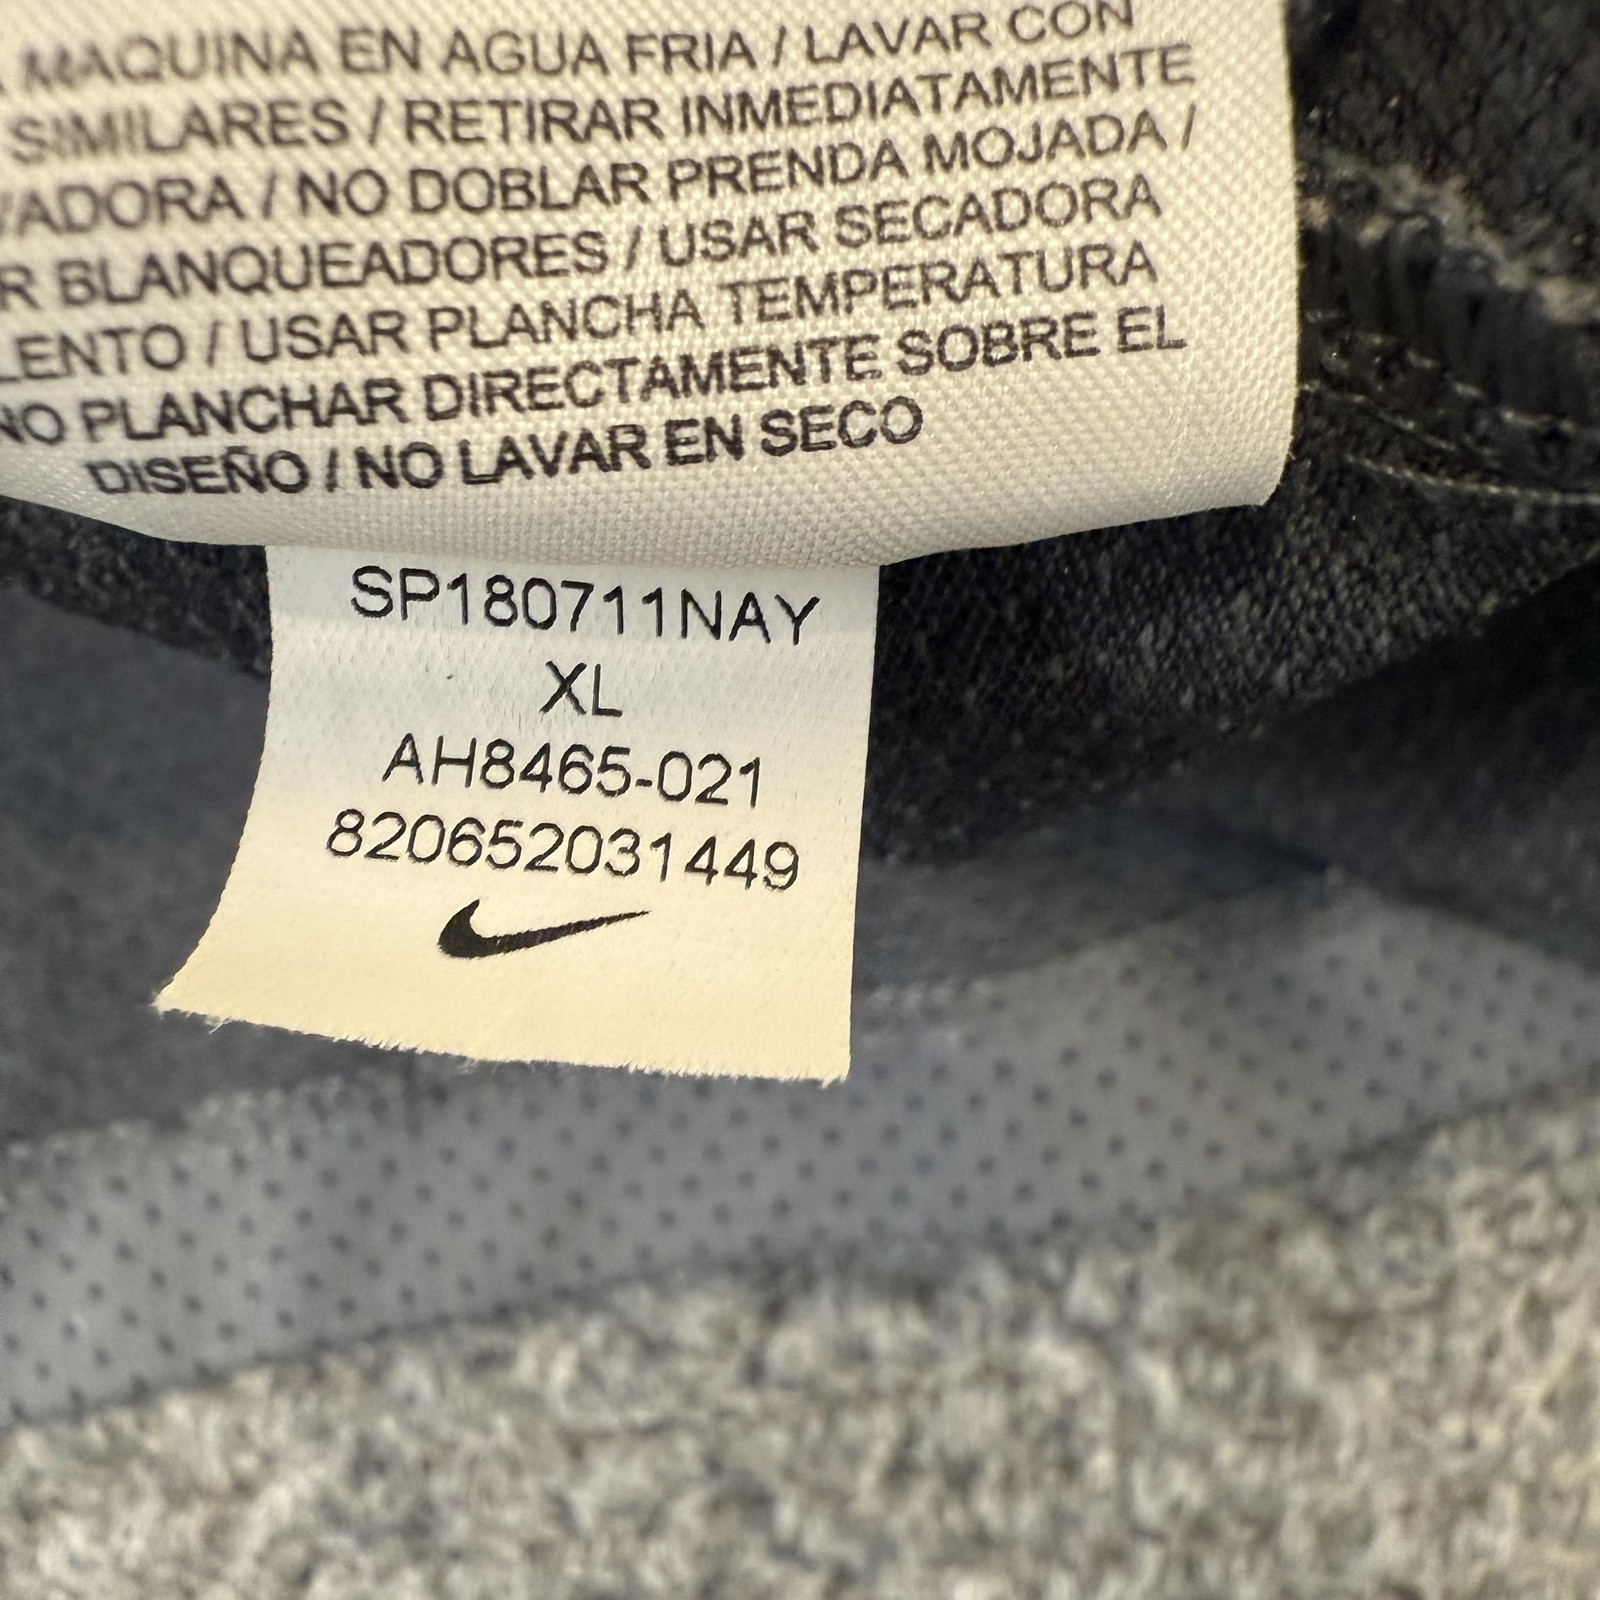 MAQUINA EN AGUA FRIA / LAVAR CON
SIMILARES / RETIRAR INMEDIATAMENTE
/ NO DOBLAR PRENDA MOJADA /
BLANQUEADORES / USAR SECADORA
LENTO / USAR PLANCHA TEMPERATURA
NO PLANCHAR DIRECTAMENTE SOBRE EL
DISEÑO / NO LAVAR EN SECO
SP180711NAY
XL
AH8465-021
820652031449